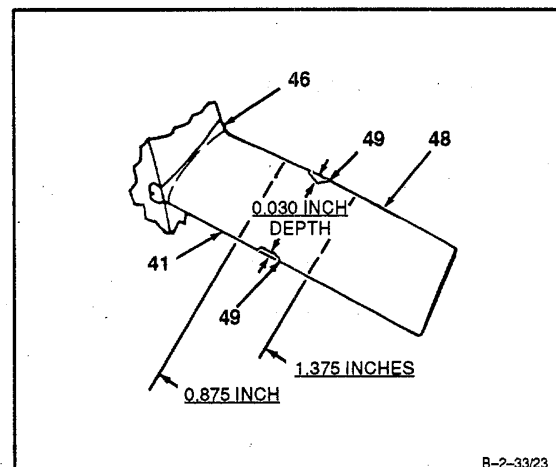 46
49
48
0.030 INCH
DEPTH
41
49
1.375 INCHES
0.875 INCH
B-2-33/23